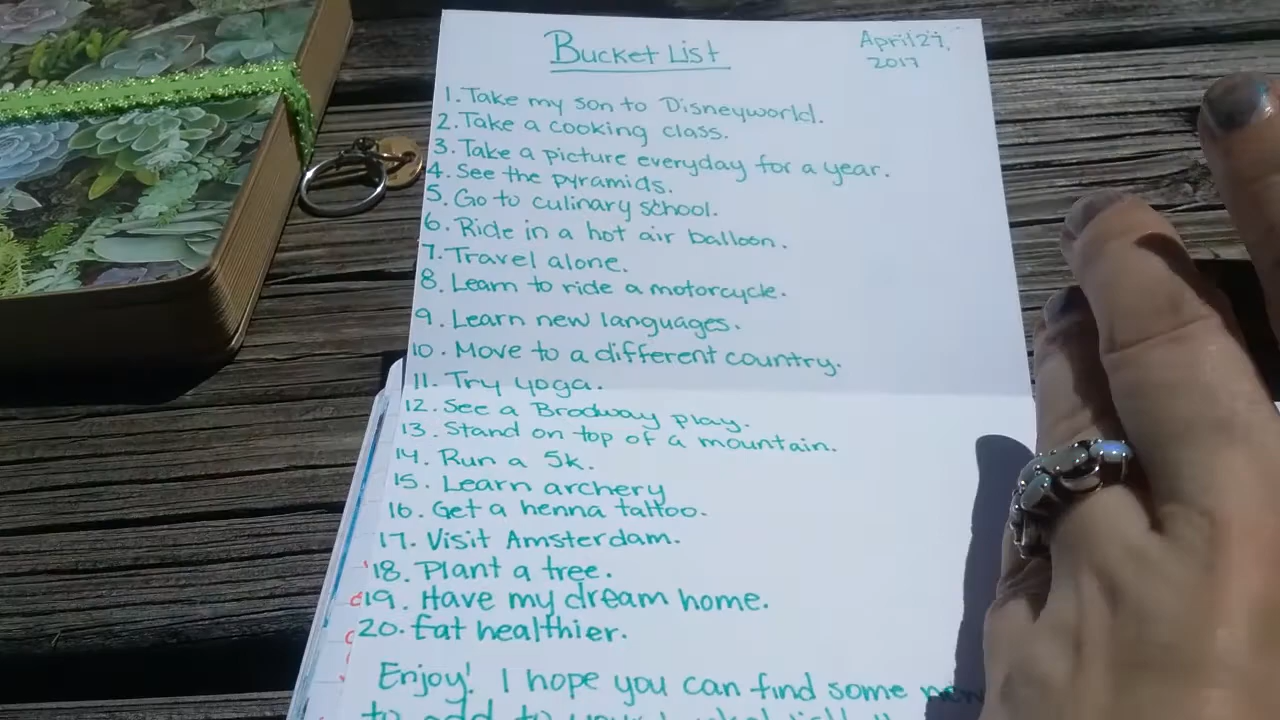 Bucket List
April 27,
2017
1. Take my son to Disneyworld.
2. Take a cooking class.
3. Take a picture everyday for a year.
4. See the pyramids.
5. Go to culinary school.
6. Ride in a hot air balloon.
7. Travel alone.
8. Learn to ride a motorcycle.
9. Learn new languages.
10. Move to a different country.
11. Try yoga.
12. See a Brodway play.
13. Stand on top of a mountain.
14. Run a 5k.
15. Learn archery
16. Get a henna tattoo.
17. Visit Amsterdam.
18. Plant a tree.
19. Have my dream home.
20. Eat healthier.
Enjoy! I hope you can find some
to add to your